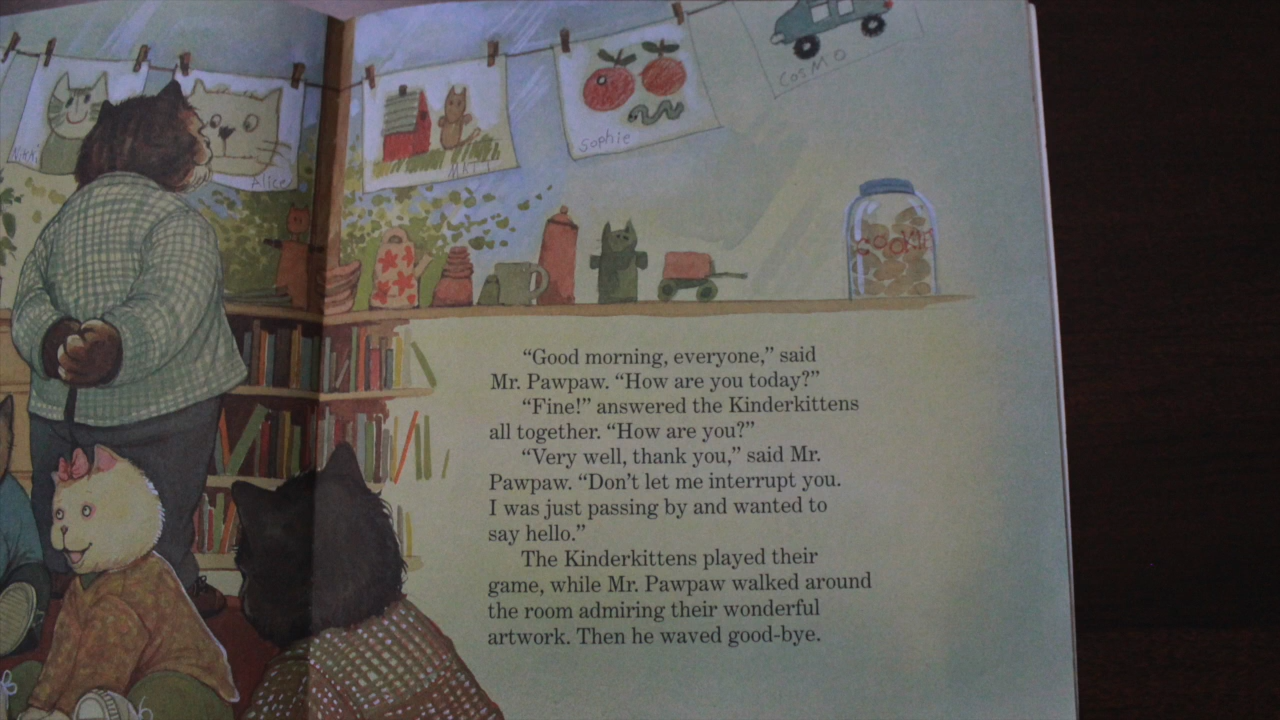 Nikki
Alice
MATT
Sophie
COSMO
COOKIE
“Good morning, everyone,” said
Mr. Pawpaw. “How are you today?”
“Fine!” answered the Kinderkittens
all together. “How are you?”
“Very well, thank you,” said Mr.
Pawpaw. “Don’t let me interrupt you.
I was just passing by and wanted to
say hello.”
The Kinderkittens played their
game, while Mr. Pawpaw walked around
the room admiring their wonderful
artwork. Then he waved good-bye.